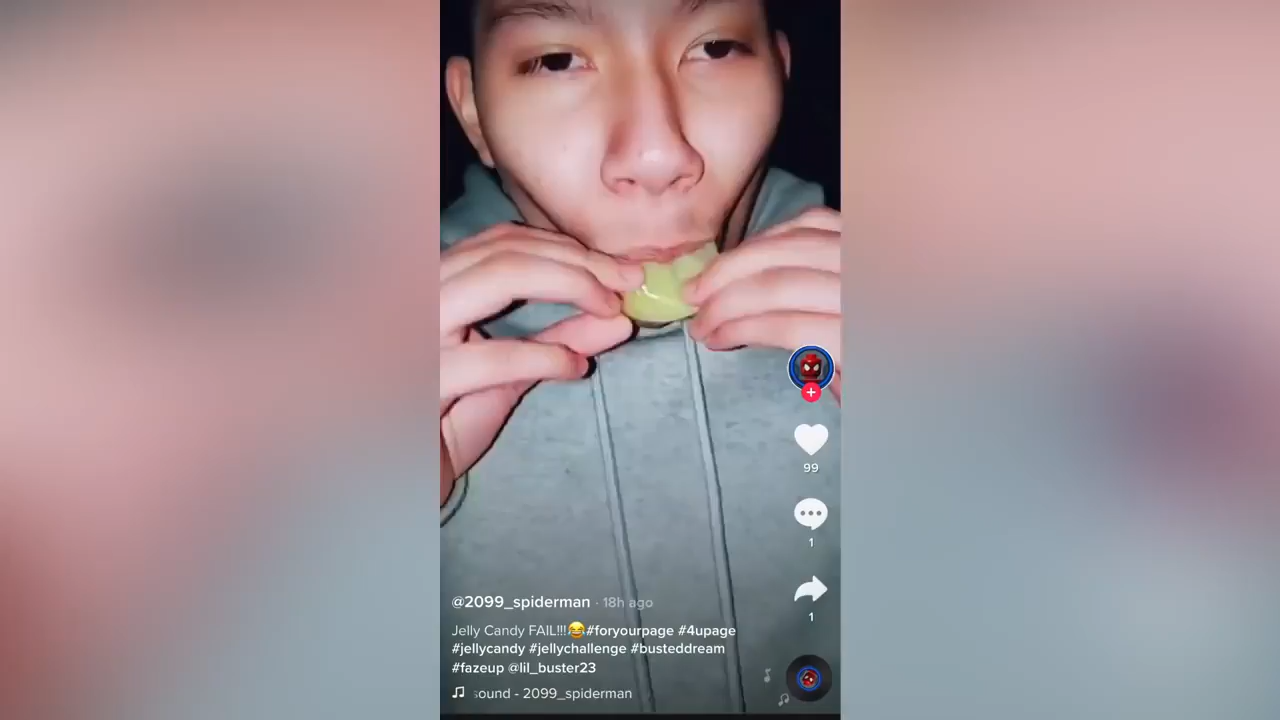 99
1
1
@2099_spiderman · 18h ago
Jelly Candy FAIL!!!😂#foryourpage #4upage
#jellycandy #jellychallenge #busteddream
#fazeup @lil_buster23
sound - 2099_spiderman